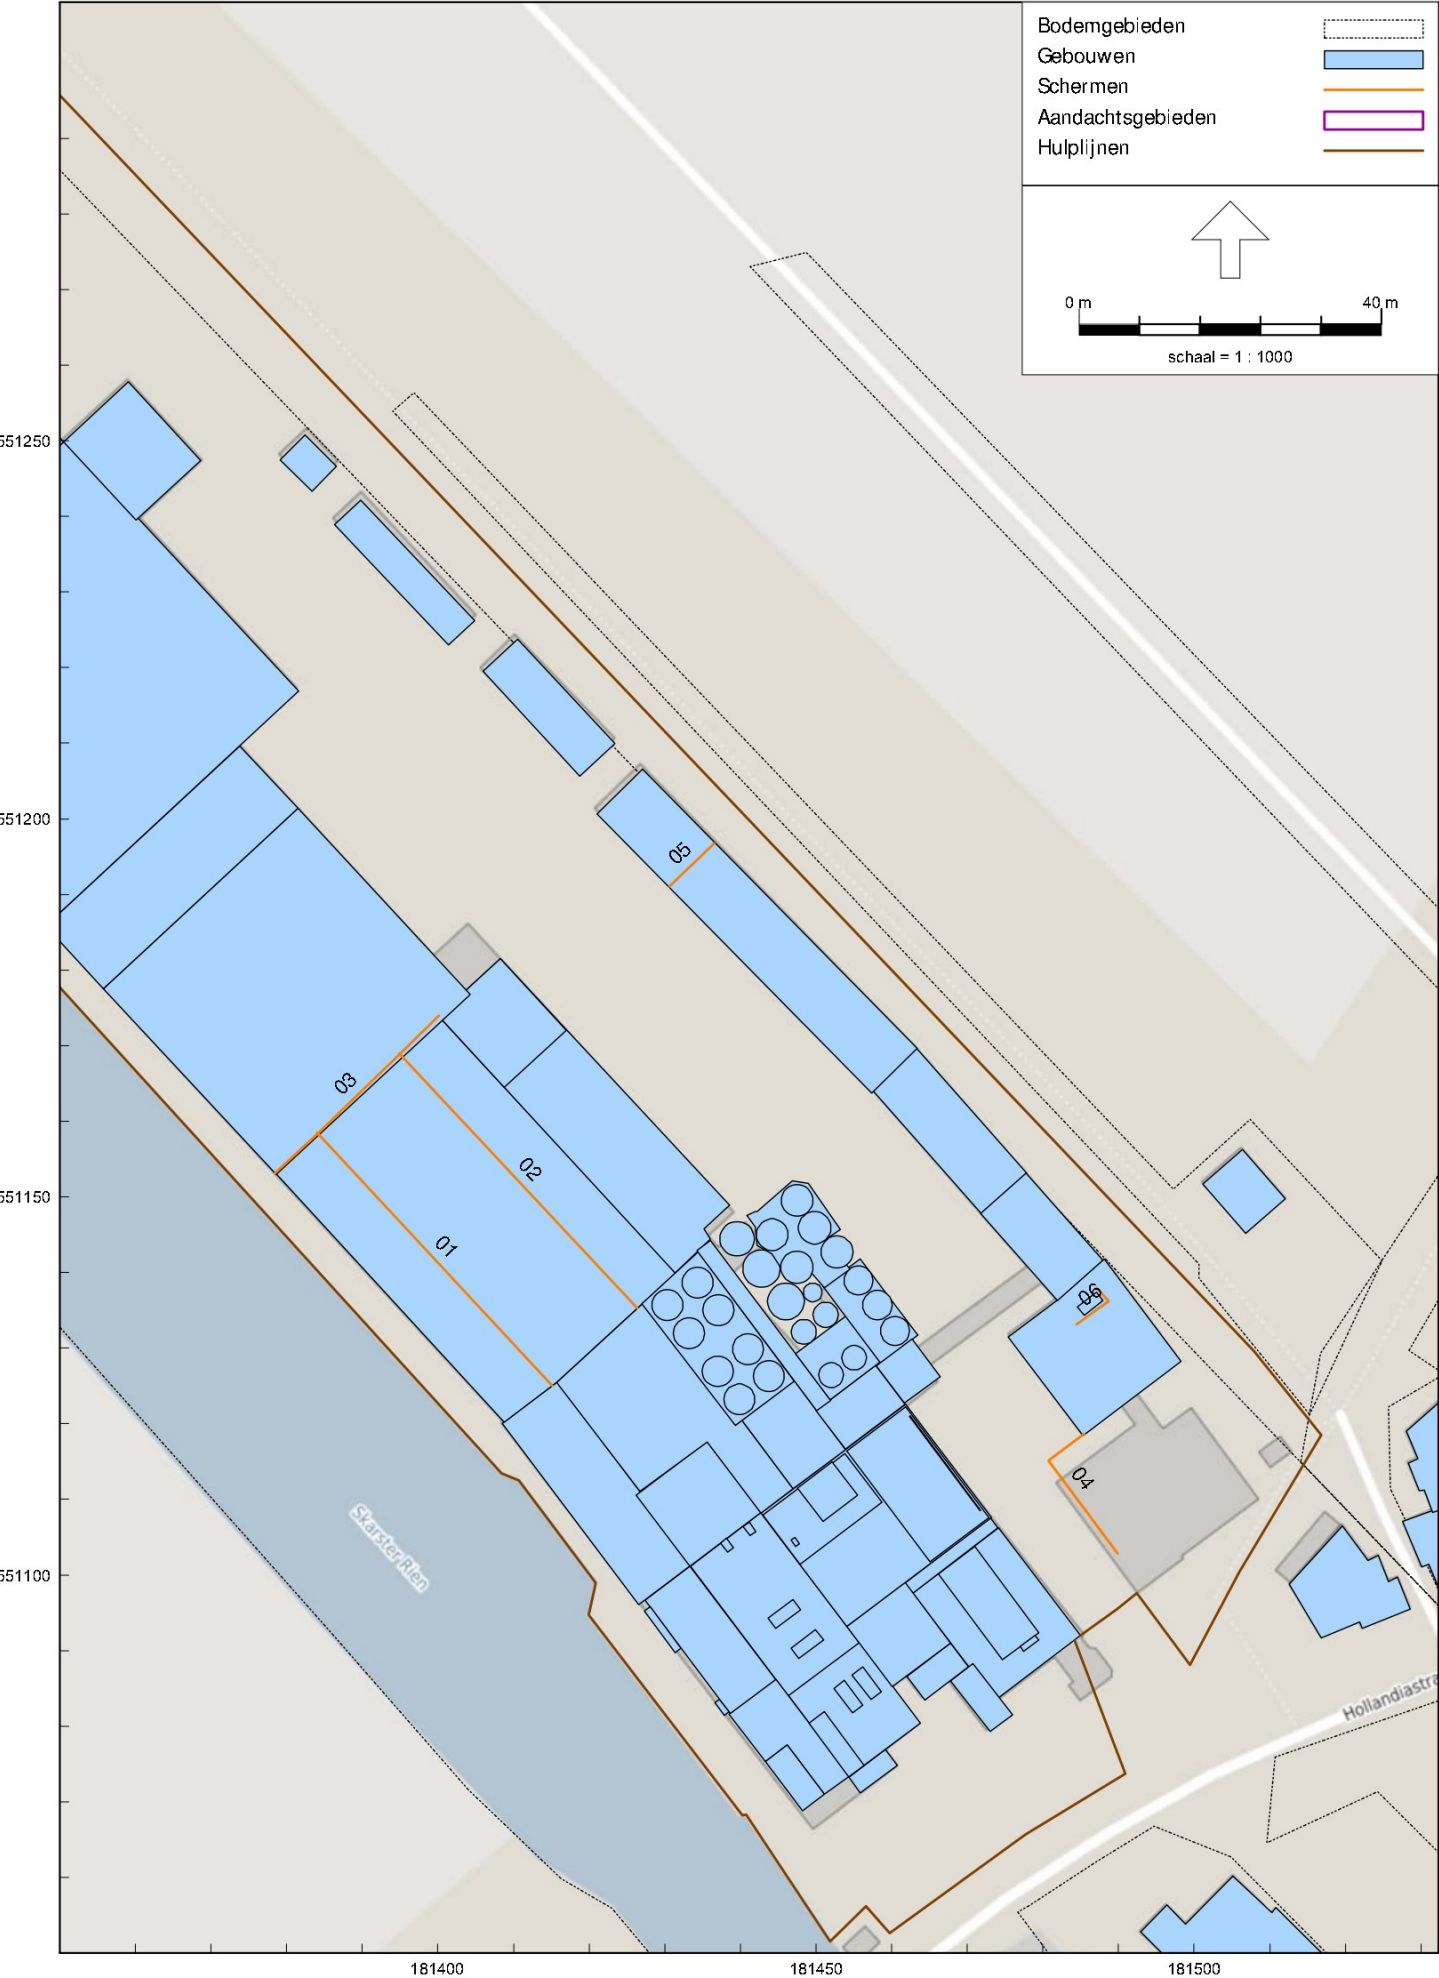 Bodemgebieden
Gebouwen
Schermen
Aandachtsgebieden
Hulplijnen
0 m
40 m
schaal = 1 : 1000
551250
551200
05
03
02
551150
01
06
04
Skarster Rien
551100
Hollandiastra
181400
181450
181500